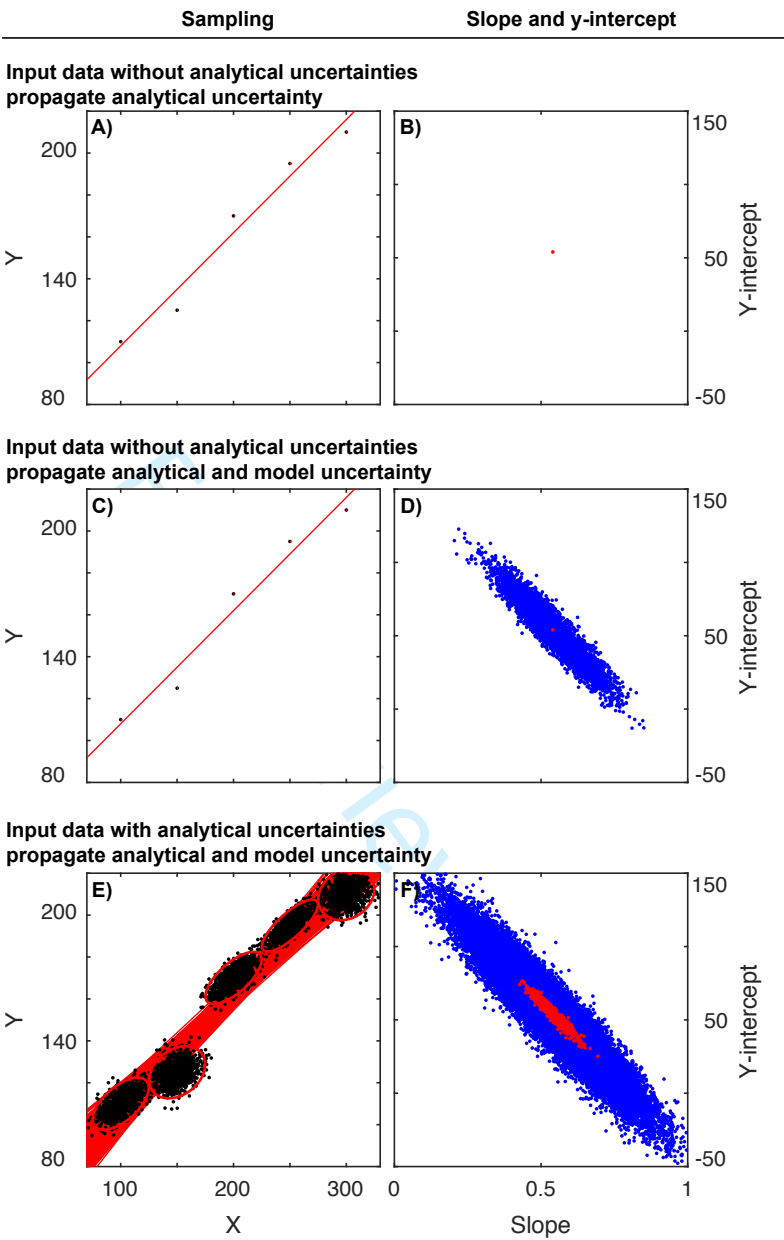 Sampling
Slope and y-intercept
Input data without analytical uncertainties
propagate analytical uncertainty
A)
B)
200
140
80
Y
150
50
-50
Y-intercept
Input data without analytical uncertainties
propagate analytical and model uncertainty
C)
D)
200
140
80
Y
150
50
-50
Y-intercept
Input data with analytical uncertainties
propagate analytical and model uncertainty
E)
F)
200
140
80
Y
150
50
-50
Y-intercept
100 200 300
X
0 0.5 1
Slope